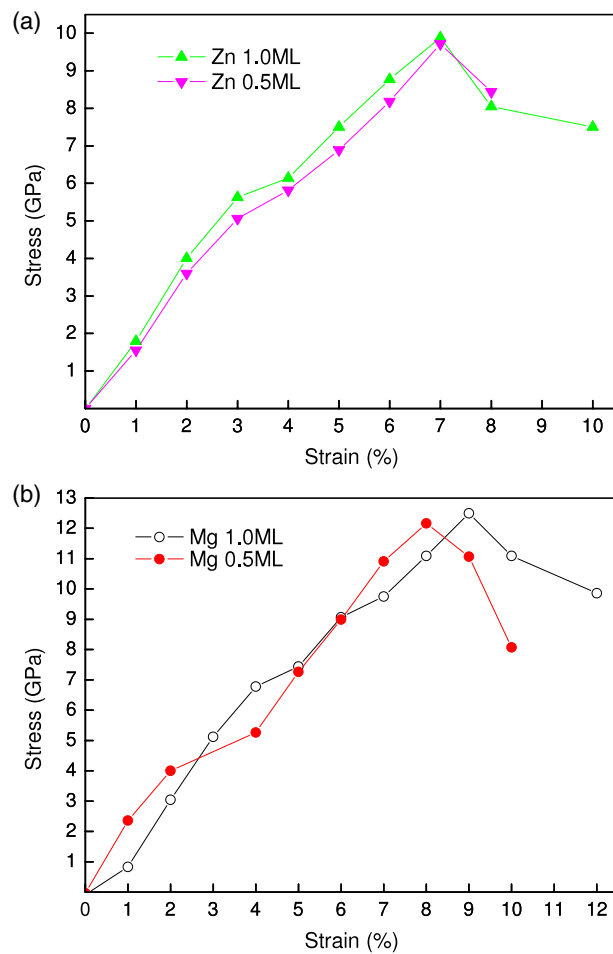 (a)
10
9
8
7
6
5
4
3
2
1
Stress (GPa)
Zn 1.0ML
Zn 0.5ML
0 1 2 3 4 5 6 7 8 9 10
Strain (%)
(b)
13
12
11
10
9
8
7
6
5
4
3
2
1
Stress (GPa)
Mg 1.0ML
Mg 0.5ML
0 1 2 3 4 5 6 7 8 9 10 11 12
Strain (%)